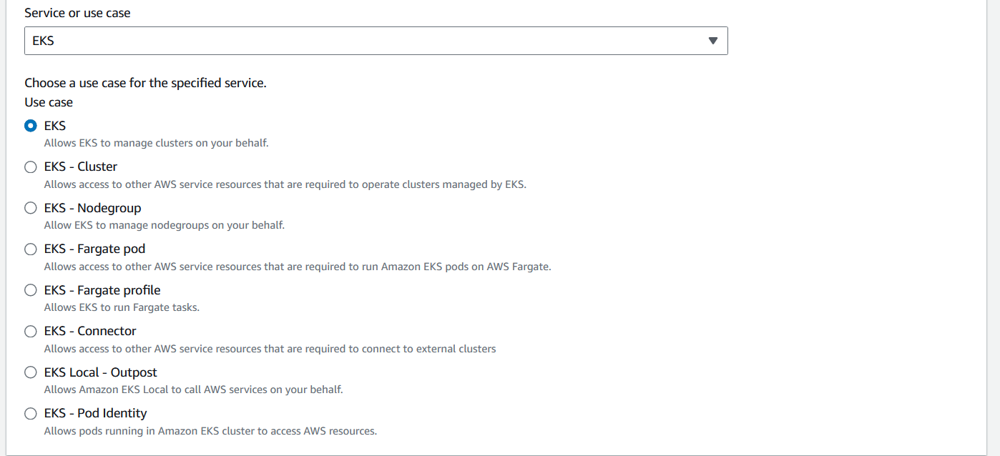 Service or use case
EKS
Choose a use case for the specified service.
Use case
EKS
Allows EKS to manage clusters on your behalf.
EKS - Cluster
Allows access to other AWS service resources that are required to operate clusters managed by EKS.
EKS - Nodegroup
Allow EKS to manage nodegroups on your behalf.
EKS - Fargate pod
Allows access to other AWS service resources that are required to run Amazon EKS pods on AWS Fargate.
EKS - Fargate profile
Allows EKS to run Fargate tasks.
EKS - Connector
Allows access to other AWS service resources that are required to connect to external clusters
EKS Local - Outpost
Allows Amazon EKS Local to call AWS services on your behalf.
EKS - Pod Identity
Allows pods running in Amazon EKS cluster to access AWS resources.